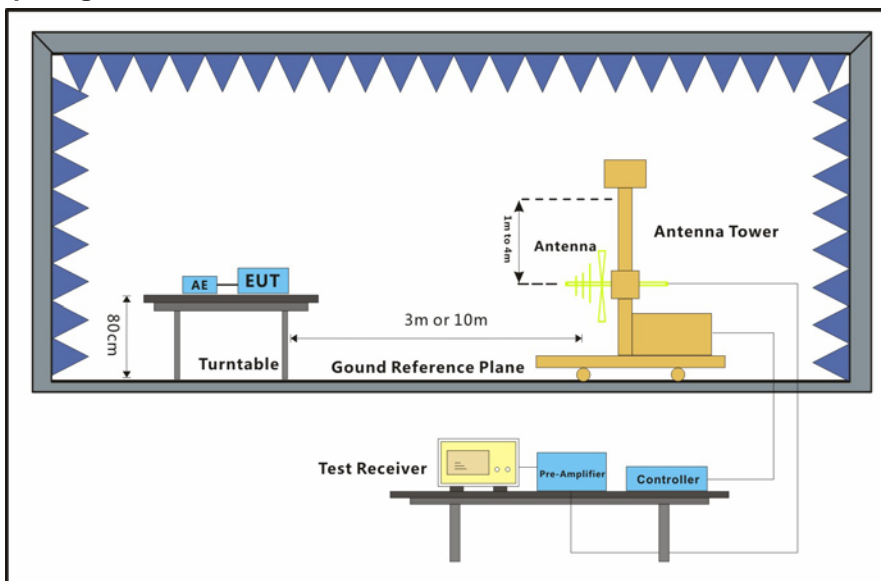 1m to 4m
Antenna
Antenna Tower
AE
EUT
80cm
3m or 10m
Turntable
Gound Reference Plane
Test Receiver
Pre-Amplifier
Controller